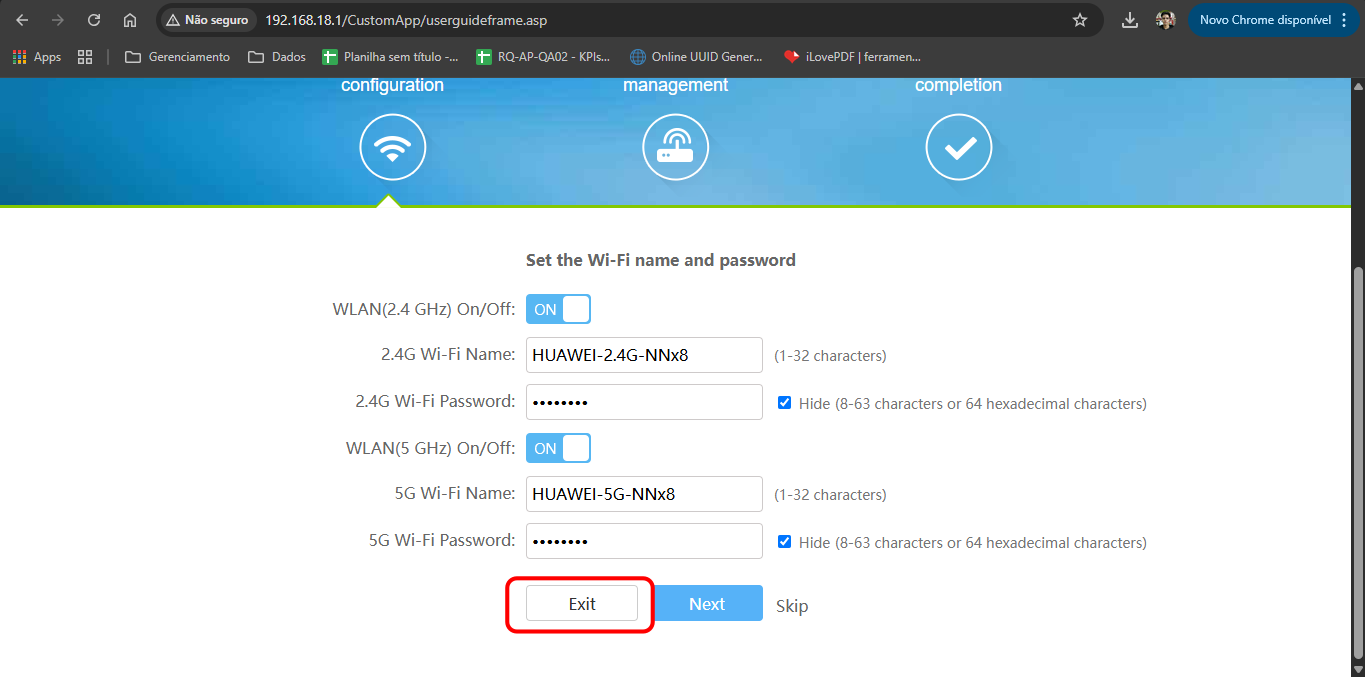 Não seguro 192.168.18.1/CustomApp/userguideframe.asp Novo Chrome disponível
Apps Gerenciamento Dados Planilha sem título -... RQ-AP-QA02 - KPIs... Online UUID Gener... iLovePDF | ferramen...
configuration management completion
Set the Wi-Fi name and password
WLAN(2.4 GHz) On/Off: ON
2.4G Wi-Fi Name: HUAWEI-2.4G-NNx8 (1-32 characters)
2.4G Wi-Fi Password: •••••••• Hide (8-63 characters or 64 hexadecimal characters)
WLAN(5 GHz) On/Off: ON
5G Wi-Fi Name: HUAWEI-5G-NNx8 (1-32 characters)
5G Wi-Fi Password: •••••••• Hide (8-63 characters or 64 hexadecimal characters)
Exit Next Skip